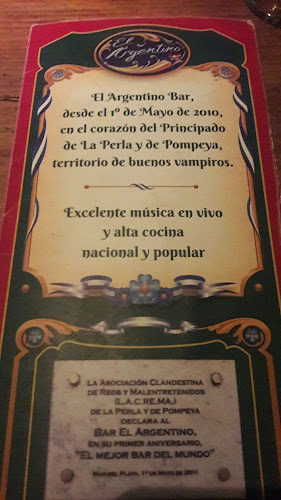 El
Argentino
El Argentino Bar,
desde el 1º de Mayo de 2010,
en el corazón del Principado
de La Perla y de Pompeya,
territorio de buenos vampiros.
Excelente música en vivo
y alta cocina
nacional y popular
La Asociación Clandestina
de Reos y Malentretenidos
(L.A.C.RE.MA.)
de La Perla y de Pompeya
declara al
Bar El Argentino,
en su primer aniversario,
"El mejor bar del mundo"
Mar del Plata, 1º de Mayo de 2011